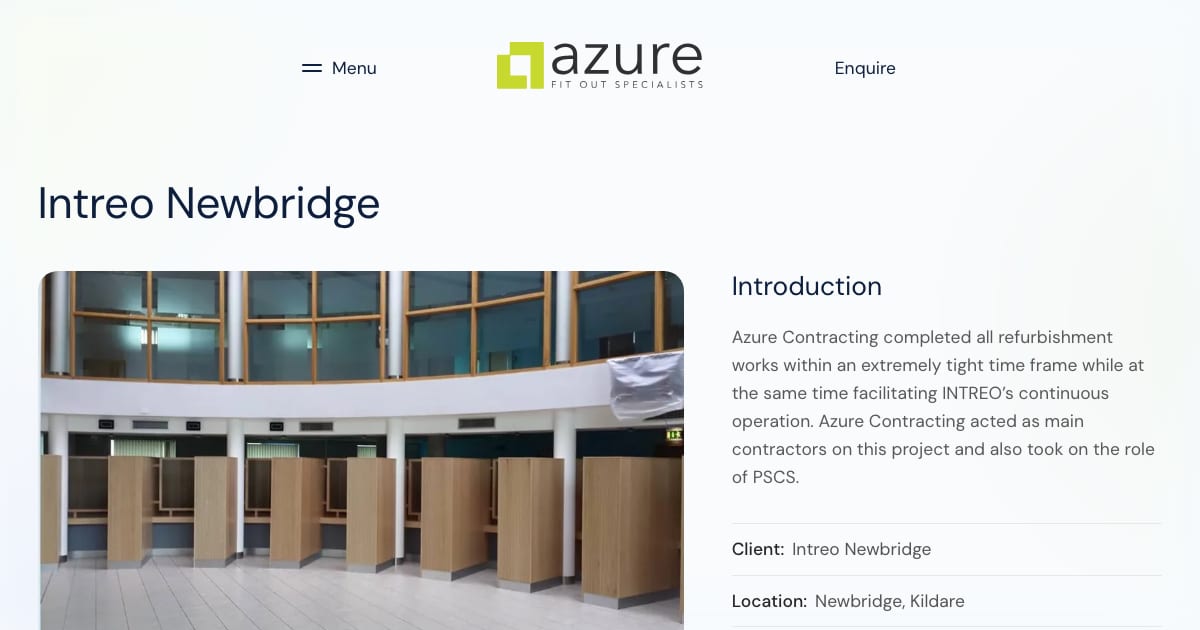 Menu
azure
FIT OUT SPECIALISTS
Enquire
Intreo Newbridge
Introduction
Azure Contracting completed all refurbishment
works within an extremely tight time frame while at
the same time facilitating INTREO’s continuous
operation. Azure Contracting acted as main
contractors on this project and also took on the role
of PSCS.
Client: Intreo Newbridge
Location: Newbridge, Kildare